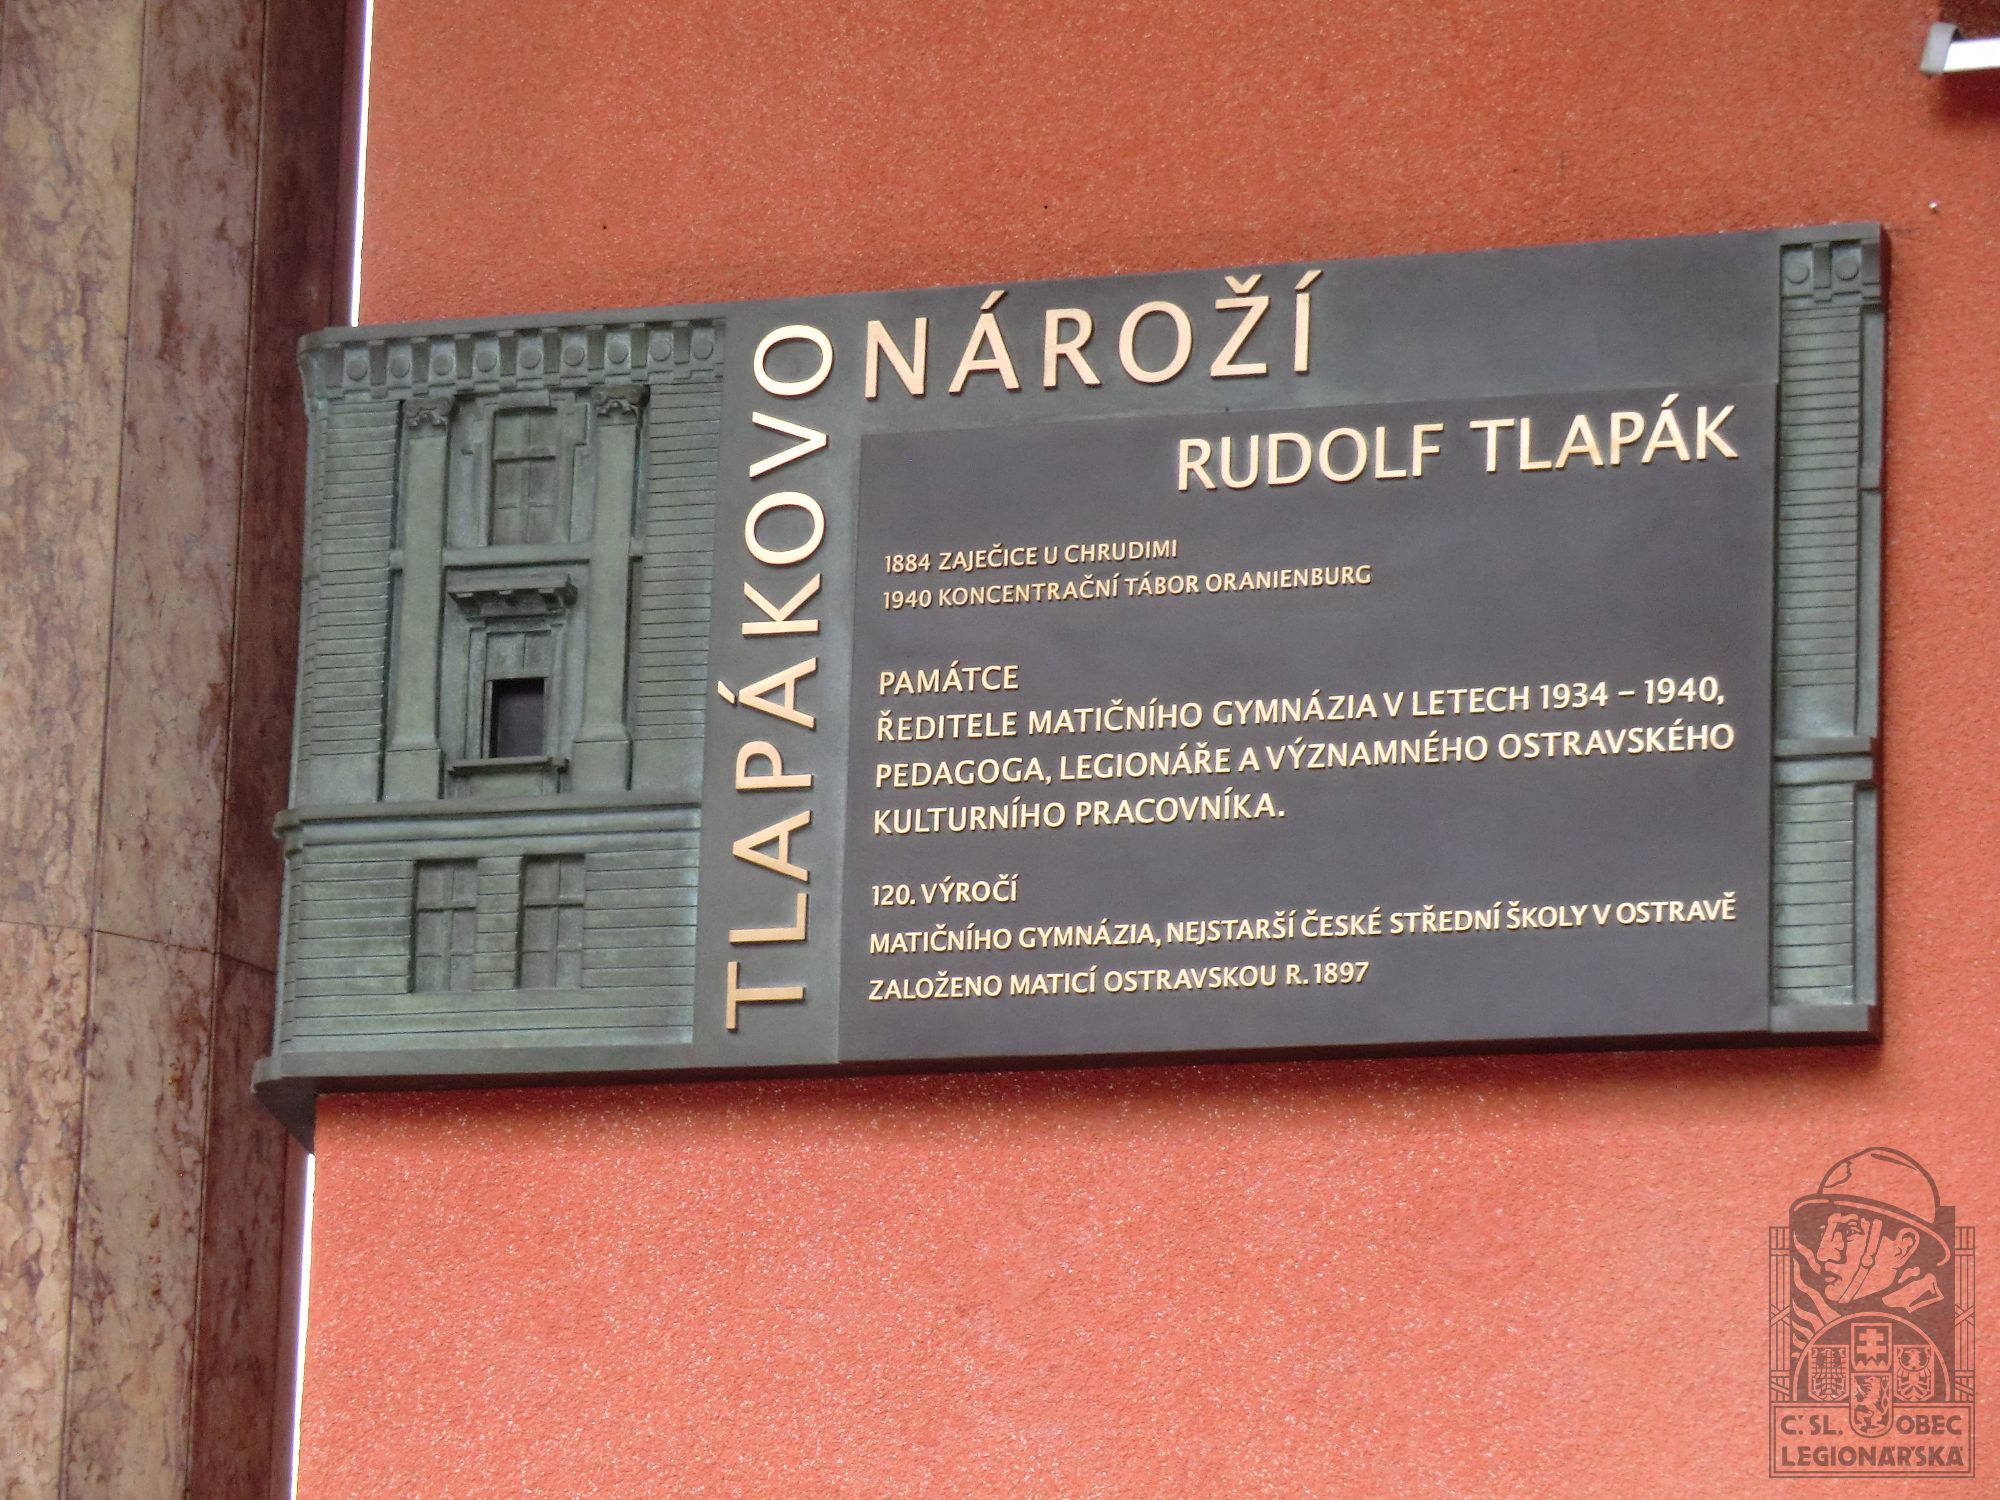 TLAPÁKOVO
NÁROŽÍ
RUDOLF TLAPÁK
1884 ZAJEČICE U CHRUDIMI
1940 KONCENTRAČNÍ TÁBOR ORANIENBURG
PAMÁTCE
ŘEDITELE MATIČNÍHO GYMNÁZIA V LETECH 1934 – 1940,
PEDAGOGA, LEGIONÁŘE A VÝZNAMNÉHO OSTRAVSKÉHO
KULTURNÍHO PRACOVNÍKA.
120. VÝROČÍ
MATIČNÍHO GYMNÁZIA, NEJSTARŠÍ ČESKÉ STŘEDNÍ ŠKOLY V OSTRAVĚ
ZALOŽENO MATICÍ OSTRAVSKOU R. 1897
Č. SL. OBEC
LEGIONÁŘSKÁ